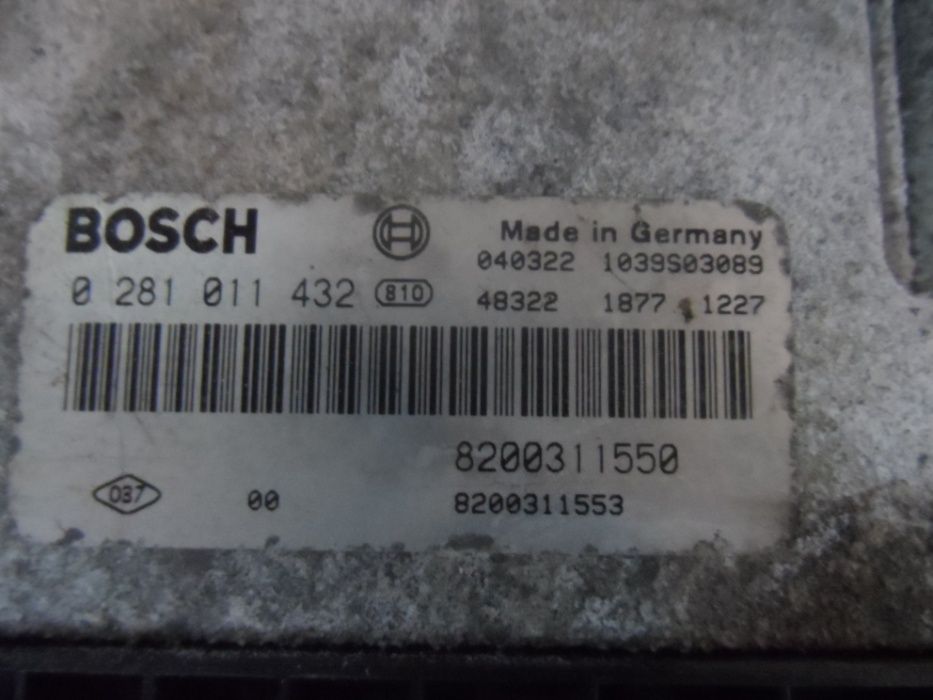 BOSCH
Made in Germany
040322 1039S03089
0 281 011 432 810
48322 1877 1227
8200311550
037 00 8200311553